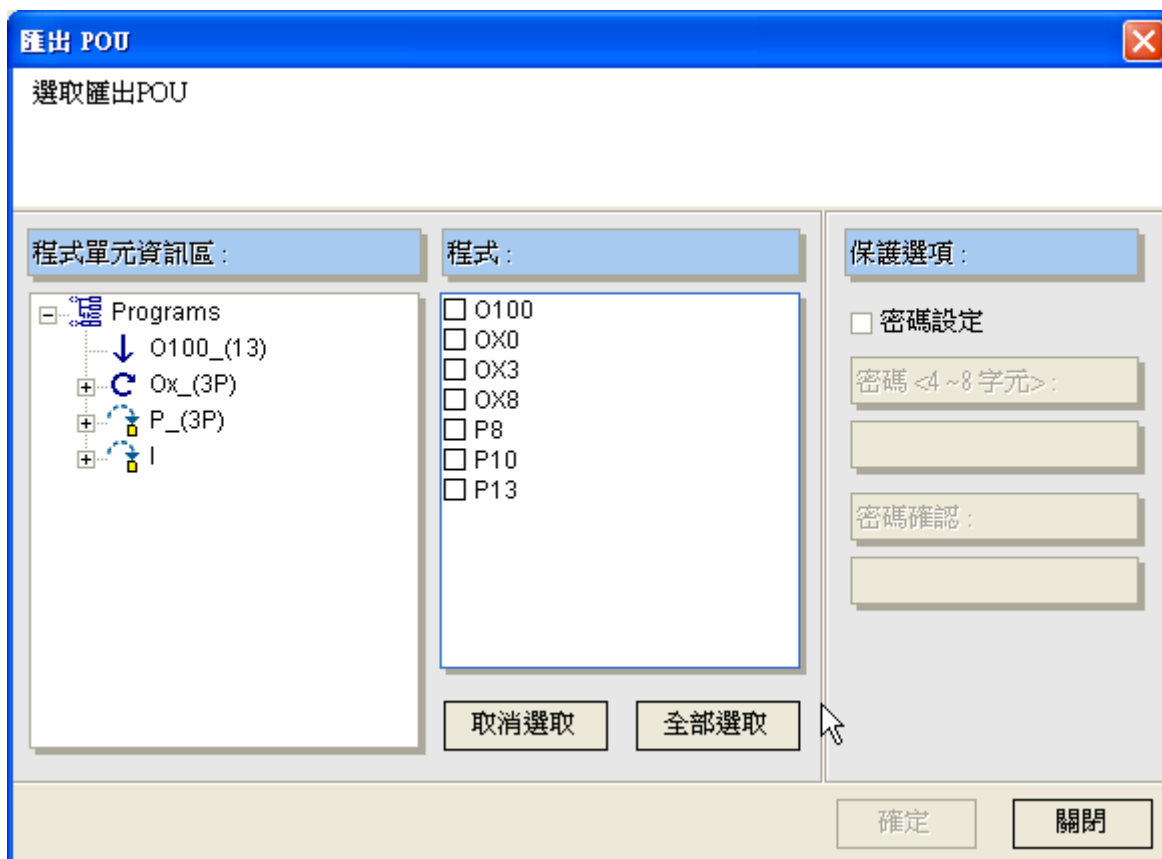 匯出 POU
選取匯出POU
程式單元資訊區 :
Programs
O100_(13)
Ox_(3P)
P_(3P)
I
程式 :
O100
OX0
OX3
OX8
P8
P10
P13
取消選取
全部選取
保護選項 :
密碼設定
密碼 <4 ~8 字元> :
密碼確認 :
確定
關閉